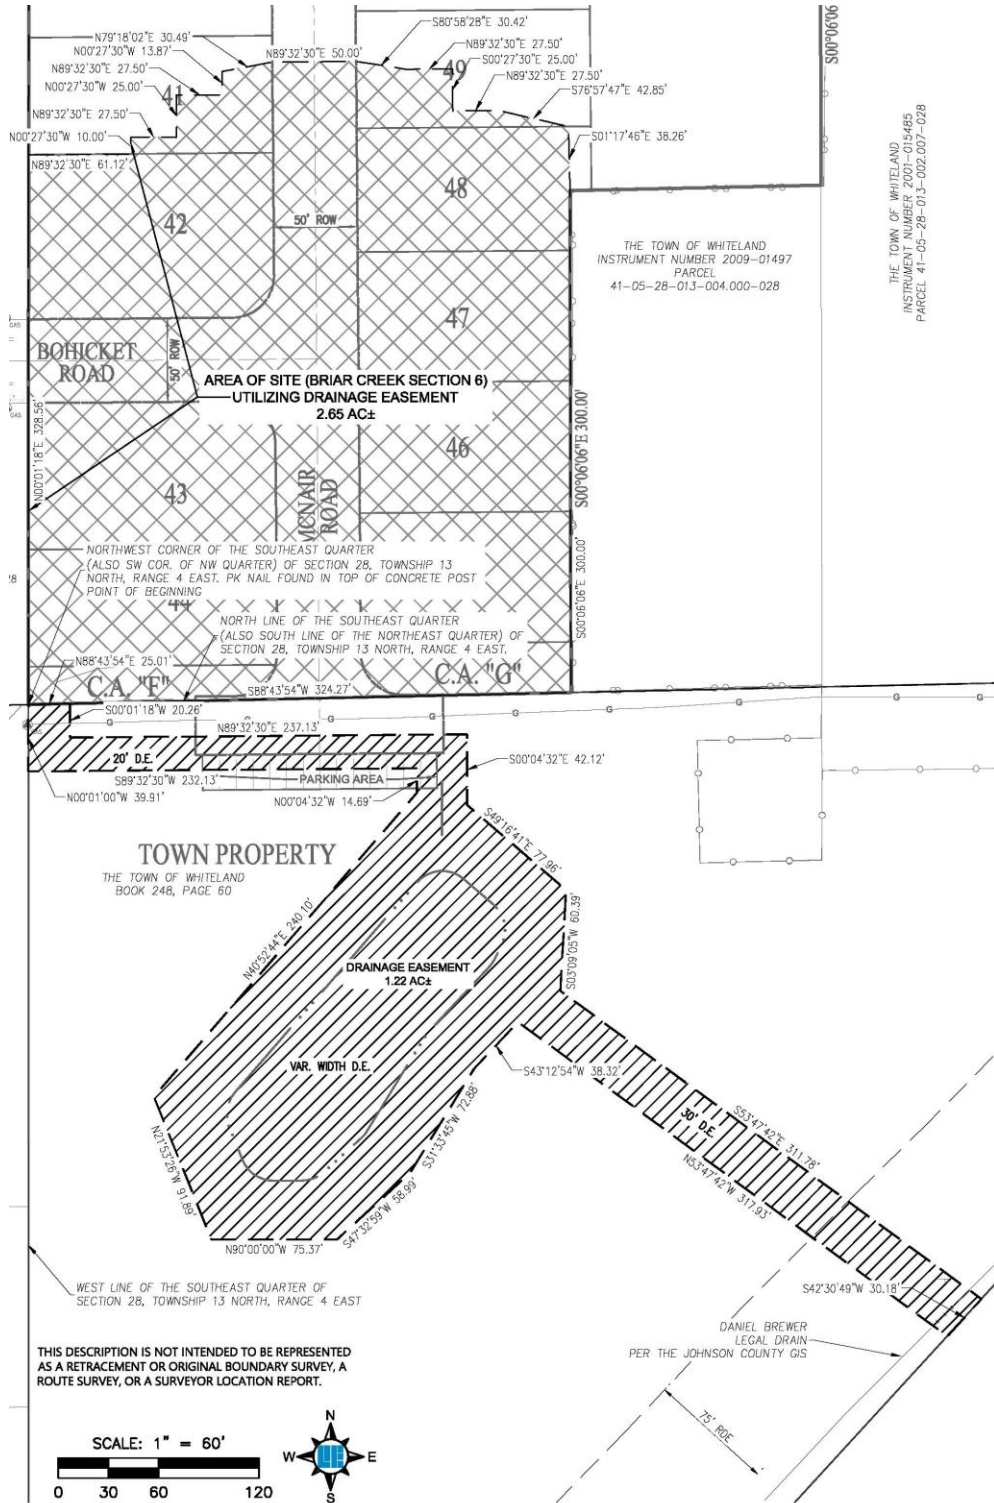 N79°18'02"E 30.49'
N00°27'30"W 13.87'
N89°32'30"E 27.50'
N00°27'30"W 25.00'
N89°32'30"E 27.50'
N00°27'30"W 10.00'
N89°32'30"E 61.12'
N89°32'30"E 50.00'
S80°58'28"E 30.42'
N89°32'30"E 27.50'
S00°27'30"E 25.00'
N89°32'30"E 27.50'
S76°57'47"E 42.85'
S01°17'46"E 38.26'
S00°06'06
41
49
42
48
50' ROW
THE TOWN OF WHITELAND
INSTRUMENT NUMBER 2001-015485
PARCEL 41-05-28-013-002.007-028
THE TOWN OF WHITELAND
INSTRUMENT NUMBER 2009-01497
PARCEL
41-05-28-013-004.000-028
47
BOHICKET
ROAD
50' ROW
GAS
GAS
AREA OF SITE (BRIAR CREEK SECTION 6)
UTILIZING DRAINAGE EASEMENT
2.65 AC±
N00°01'18"E 328.56'
46
S00°06'06"E 300.00'
43
MCNAIR
ROAD
S00°06'06"E 300.00'
NORTHWEST CORNER OF THE SOUTHEAST QUARTER
(ALSO SW COR. OF NW QUARTER) OF SECTION 28, TOWNSHIP 13
NORTH, RANGE 4 EAST. PK NAIL FOUND IN TOP OF CONCRETE POST
POINT OF BEGINNING
44
NORTH LINE OF THE SOUTHEAST QUARTER
(ALSO SOUTH LINE OF THE NORTHEAST QUARTER) OF
SECTION 28, TOWNSHIP 13 NORTH, RANGE 4 EAST.
N88°43'54"E 25.01'
C.A. "F"
C.A. "G"
S88°43'54"W 324.27'
S00°01'18"W 20.26'
G G G G G G G
N89°32'30"E 237.13'
20' D.E.
S89°32'30"W 232.13'
PARKING AREA
S00°04'32"E 42.12'
N00°01'00"W 39.91'
N00°04'32"W 14.69'
S49°16'41"E 77.96'
TOWN PROPERTY
THE TOWN OF WHITELAND
BOOK 248, PAGE 60
N40°52'44"E 240.10'
S03°09'05"W 60.39'
DRAINAGE EASEMENT
1.22 AC±
VAR. WIDTH D.E.
S43°12'54"W 38.32'
S31°33'45"W 72.88'
30' D.E.
S53°47'42"E 311.78'
N53°47'42"W 317.93'
N21°53'26"W 91.89'
S47°32'59"W 58.99'
N90°00'00"W 75.37'
WEST LINE OF THE SOUTHEAST QUARTER OF
SECTION 28, TOWNSHIP 13 NORTH, RANGE 4 EAST
S42°30'49"W 30.18'
DANIEL BREWER
LEGAL DRAIN
PER THE JOHNSON COUNTY GIS
75' RDE
THIS DESCRIPTION IS NOT INTENDED TO BE REPRESENTED
AS A RETRACEMENT OR ORIGINAL BOUNDARY SURVEY, A
ROUTE SURVEY, OR A SURVEYOR LOCATION REPORT.
SCALE: 1" = 60'
0 30 60 120
N
W E
S